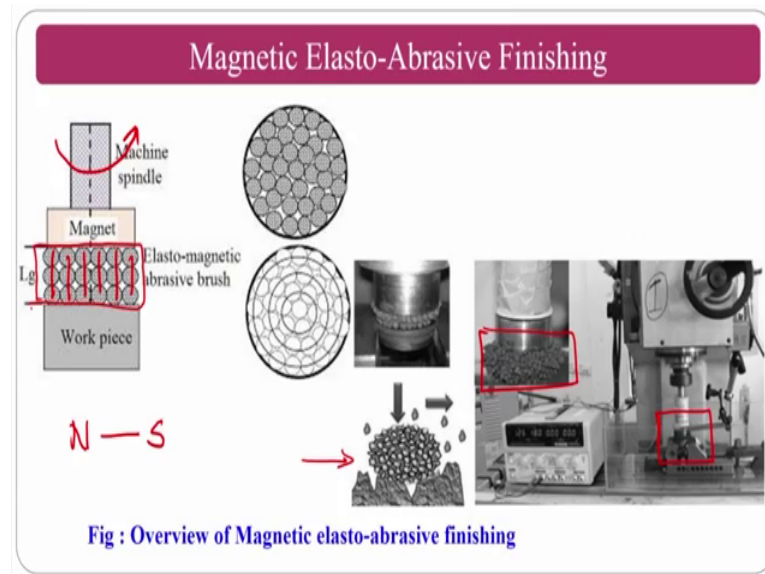 Magnetic Elasto-Abrasive Finishing
Machine
spindle
Magnet
Elasto-magnetic
abrasive brush
Lg
Work piece
N — S
I
Fig : Overview of Magnetic elasto-abrasive finishing